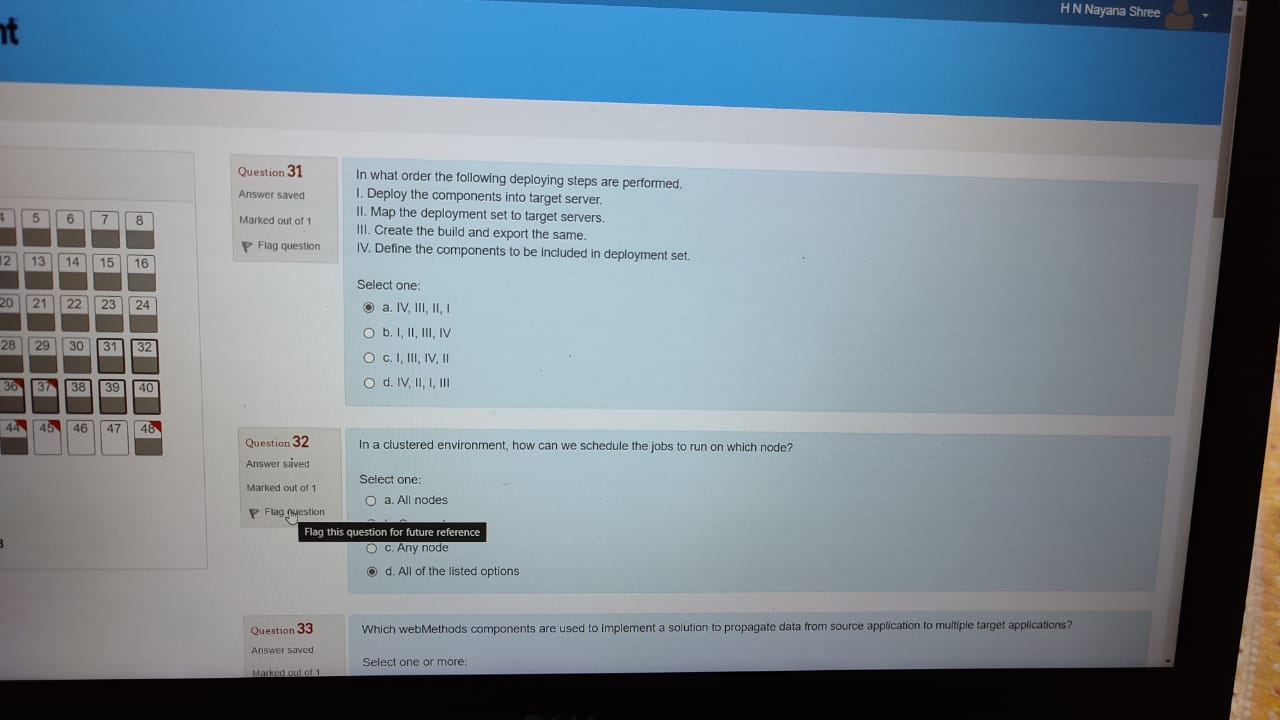 nt
H N Nayana Shree
5 6 7 8
12 13 14 15 16
20 21 22 23 24
28 29 30 31 32
36 37 38 39 40
44 45 46 47 48
Question 31
Answer saved
Marked out of 1
Flag question
In what order the following deploying steps are performed.
I. Deploy the components into target server.
II. Map the deployment set to target servers.
III. Create the build and export the same.
IV. Define the components to be included in deployment set.
Select one:
a. IV, III, II, I
b. I, II, III, IV
c. I, III, IV, II
d. IV, II, I, III
Question 32
Answer saved
Marked out of 1
Flag question
Flag this question for future reference
In a clustered environment, how can we schedule the jobs to run on which node?
Select one:
a. All nodes
c. Any node
d. All of the listed options
Question 33
Answer saved
Marked out of 1
Which webMethods components are used to implement a solution to propagate data from source application to multiple target applications?
Select one or more: